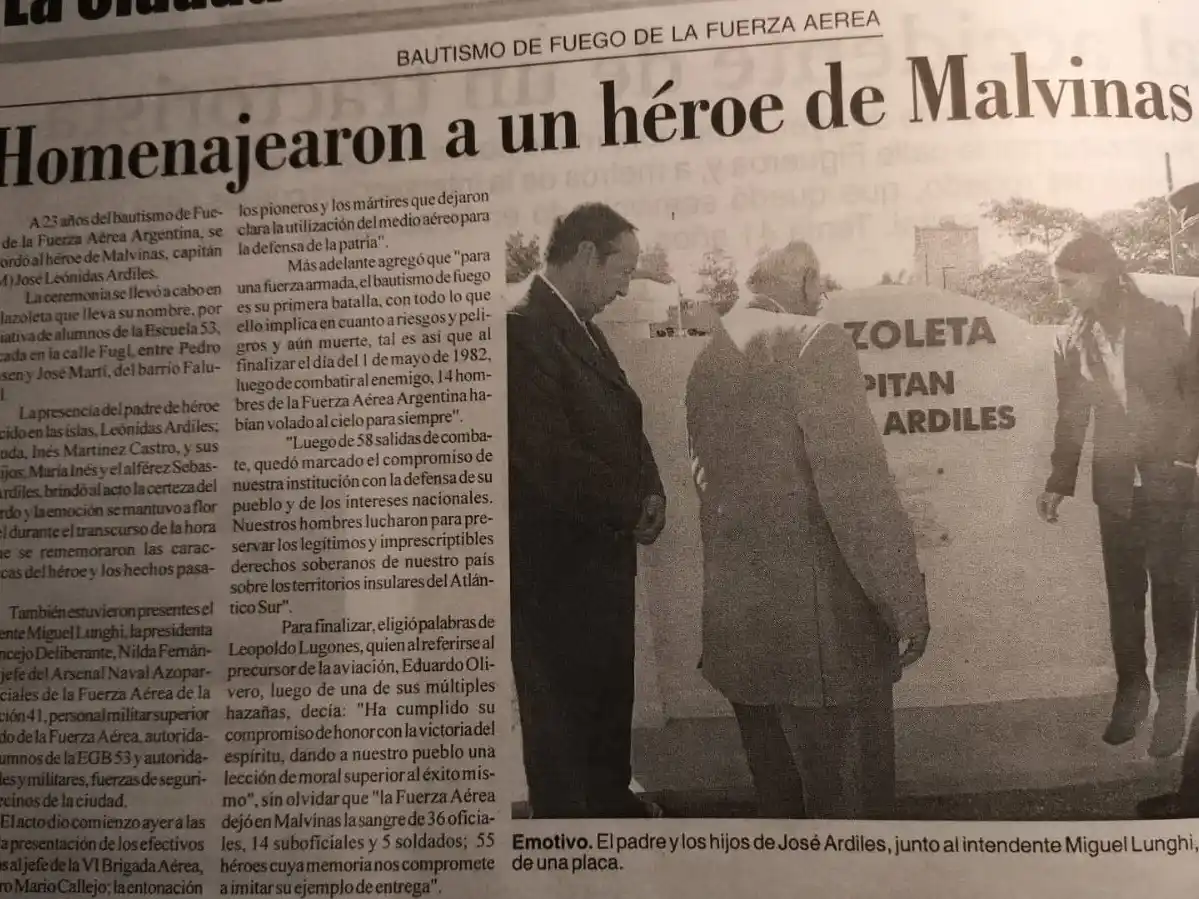 La Ciudad
BAUTISMO DE FUEGO DE LA FUERZA AEREA
Homenajearon a un héroe de Malvinas
A 23 años del bautismo de Fue-
de la Fuerza Aérea Argentina, se
ordó al héroe de Malvinas, capitán
M) José Leónidas Ardiles.
La ceremonia se llevó a cabo en
lazoleta que lleva su nombre, por
iativa de alumnos de la Escuela 53,
cada en la calle Fugl, entre Pedro
sen y José Martí, del barrio Falu-
l
La presencia del padre de héroe
cido en las islas, Leónidas Ardiles;
nda, Inés Martínez Castro, y sus
ijos, María Inés y el alférez Sebas-
Ardiles, brindó al acto la certeza del
rdo y la emoción se mantuvo a flor
el durante el transcurso de la hora
ue se rememoraron las carac-
cas del héroe y los hechos pasa-
También estuvieron presentes el
ente Miguel Lunghi, la presidenta
ncejo Deliberante, Nilda Fernán-
jefe del Arsenal Naval Azopar-
ciales de la Fuerza Aérea de la
ción 41, personal militar superior
do de la Fuerza Aérea, autorida-
umnos de la EGB 53 y autorida-
les y militares, fuerzas de seguri-
ecinos de la ciudad.
El acto dio comienzo ayer a las
a presentación de los efectivos
s al jefe de la VI Brigada Aérea,
ro Mario Callejo; la entonación
los pioneros y los mártires que dejaron
clara la utilización del medio aéreo para
la defensa de la patria".
Más adelante agregó que "para
una fuerza armada, el bautismo de fuego
es su primera batalla, con todo lo que
ello implica en cuanto a riesgos y peli-
gros y aún muerte, tal es así que al
finalizar el día del 1 de mayo de 1982,
luego de combatir al enemigo, 14 hom-
bres de la Fuerza Aérea Argentina ha-
bían volado al cielo para siempre".
"Luego de 58 salidas de comba-
te, quedó marcado el compromiso de
nuestra institución con la defensa de su
pueblo y de los intereses nacionales.
Nuestros hombres lucharon para pre-
servar los legítimos y imprescriptibles
derechos soberanos de nuestro país
sobre los territorios insulares del Atlán-
tico Sur".
Para finalizar, eligió palabras de
Leopoldo Lugones, quien al referirse al
precursor de la aviación, Eduardo Oli-
vero, luego de una de sus múltiples
hazañas, decía: "Ha cumplido su
compromiso de honor con la victoria del
espíritu, dando a nuestro pueblo una
lección de moral superior al éxito mis-
mo", sin olvidar que "la Fuerza Aérea
dejó en Malvinas la sangre de 36 oficia-
les, 14 suboficiales y 5 soldados; 55
héroes cuya memoria nos compromete
a imitar su ejemplo de entrega".
ZOLETA
PITAN
ARDILES
Emotivo. El padre y los hijos de José Ardiles, junto al intendente Miguel Lunghi,
de una placa.